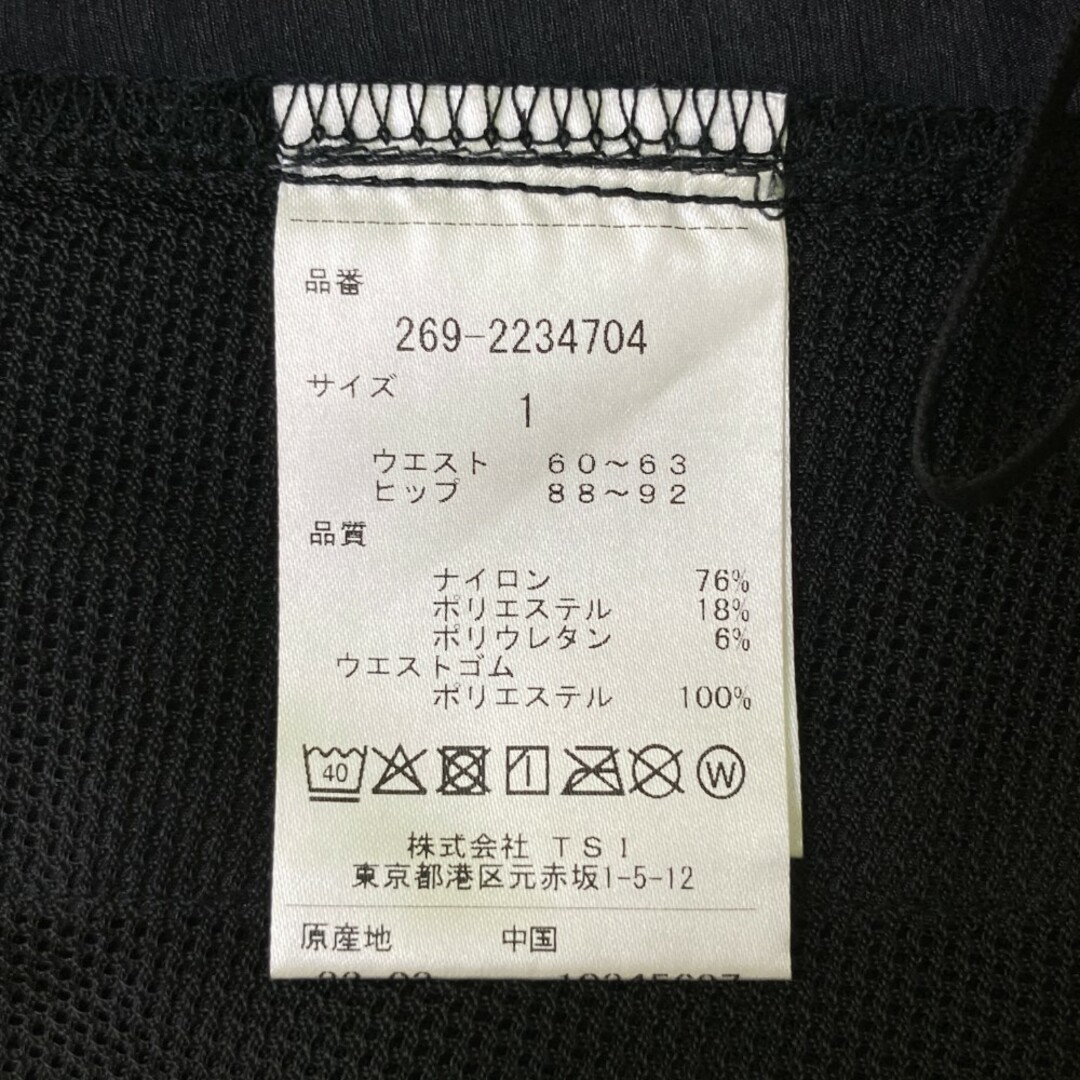 品番
269-2234704
サイズ
1
ウエスト 60～63
ヒップ 88～92
品質
ナイロン 76%
ポリエステル 18%
ポリウレタン 6%
ウエストゴム
ポリエステル 100%
40 W
株式会社 TSI
東京都港区元赤坂1-5-12
原産地 中国